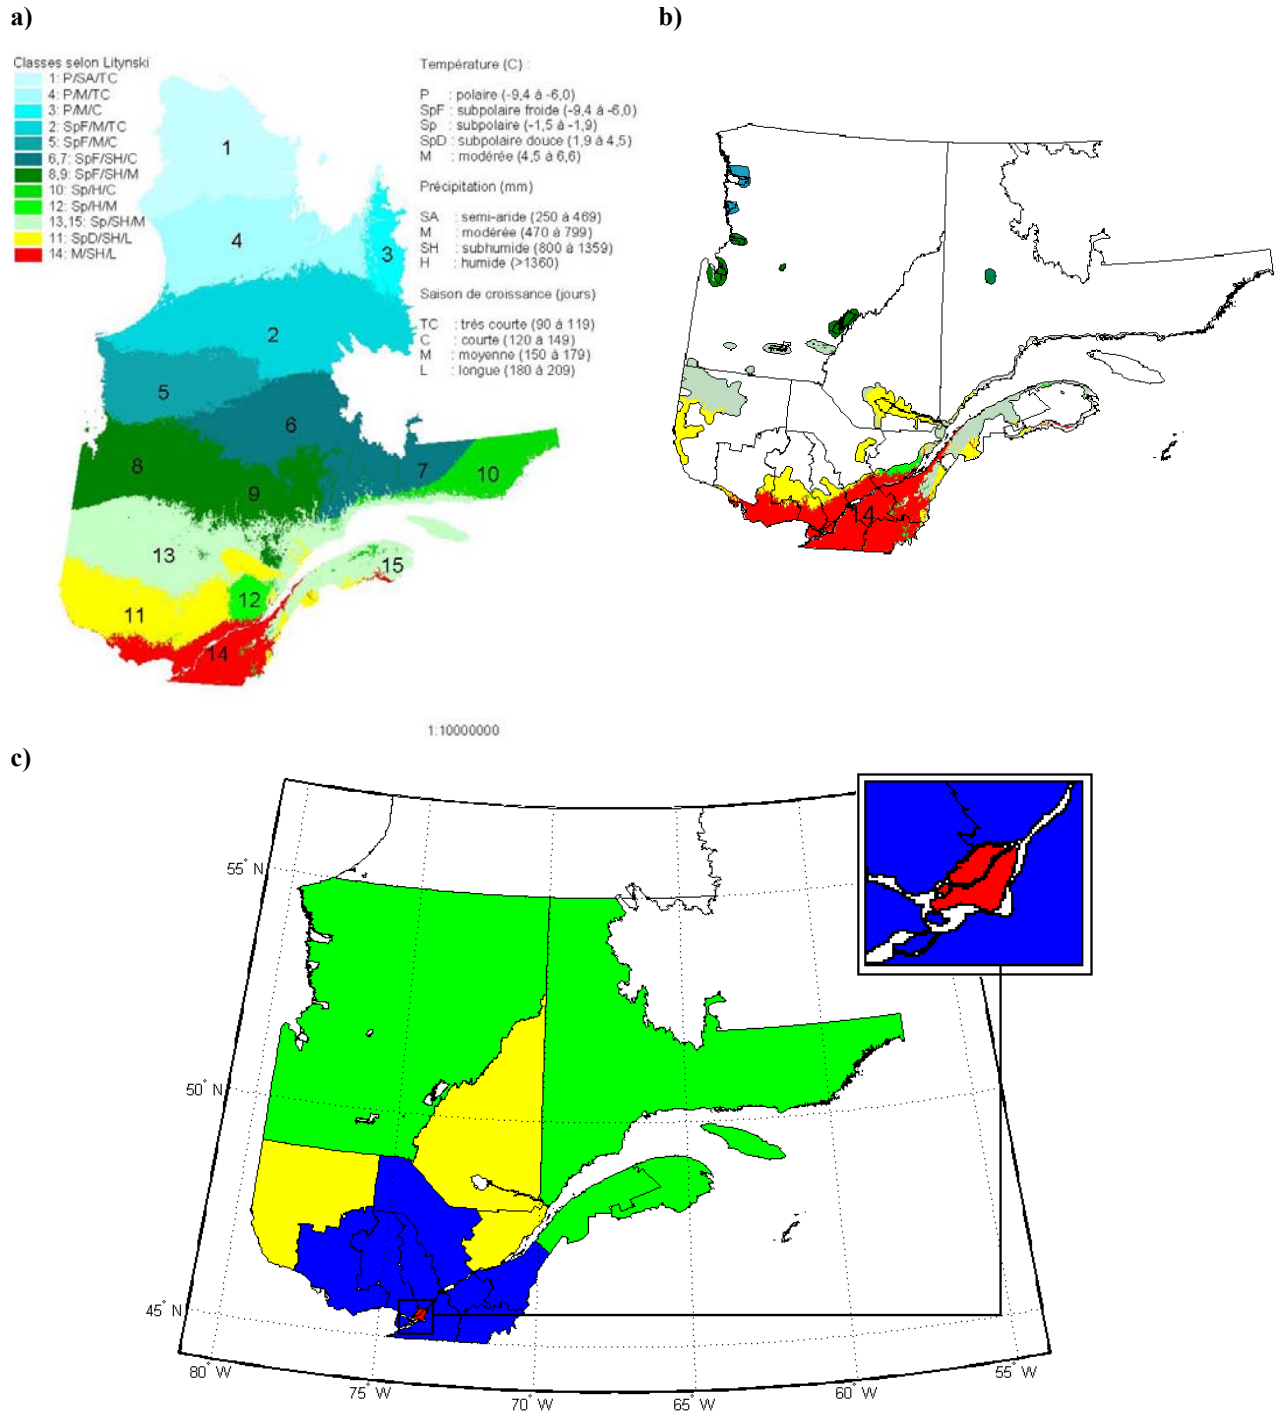 a)
Classes selon Litynski
1: P/SA/TC
4: P/M/TC
3: P/M/C
2: SpF/M/TC
5: SpF/M/C
6,7: SpF/SH/C
8,9: SpF/SH/M
10: Sp/H/C
12: Sp/H/M
13,15: Sp/SH/M
11: SpD/SH/L
14: M/SH/L
Température (C) :
P : polaire (-9,4 à -6,0)
SpF : subpolaire froide (-9,4 à -6,0)
Sp : subpolaire (-1,5 à -1,9)
SpD : subpolaire douce (1,9 à 4,5)
M : modérée (4,5 à 6,6)
Précipitation (mm)
SA : semi-aride (250 à 469)
M : modérée (470 à 799)
SH : subhumide (800 à 1359)
H : humide (>1360)
Saison de croissance (jours)
TC : très courte (90 à 119)
C : courte (120 à 149)
M : moyenne (150 à 179)
L : longue (180 à 209)
1
4
3
2
5
6
8
7
10
9
13
15
12
11
14
1:10000000
b)
14
c)
55° N
50° N
45° N
80° W
75° W
70° W
65° W
60° W
55° W